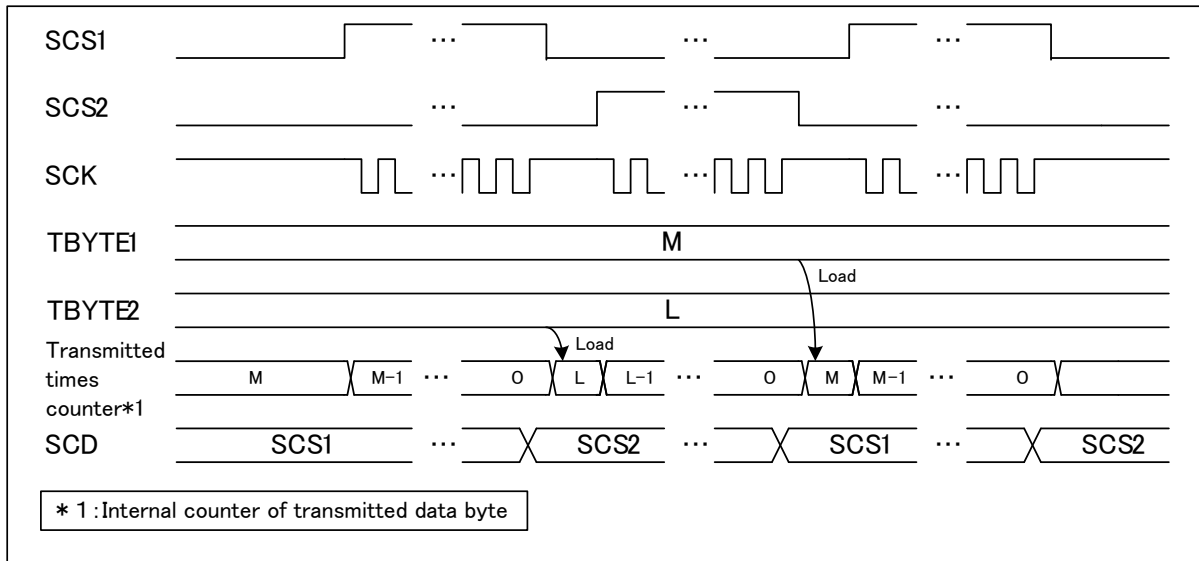 SCS1 ... ... ...
SCS2 ... ... ...
SCK ... ... ...
TBYTE1 M
Load
TBYTE2 L
Load
Transmitted
times
counter*1
M M-1 ... 0 L L-1 ... 0 M M-1 ... 0
SCD SCS1 ... SCS2 ... SCS1 ... SCS2
*1:Internal counter of transmitted data byte